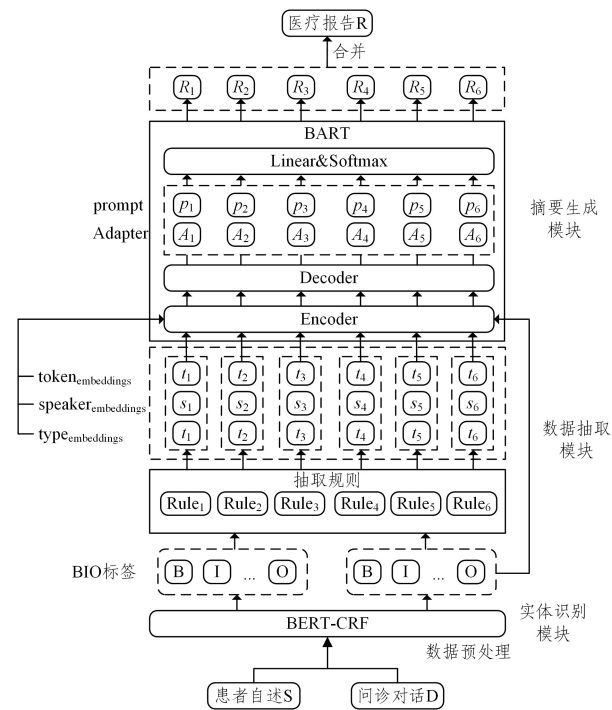 医疗报告R
合并
R1 R2 R3 R4 R5 R6
BART
Linear&Softmax
prompt p1 p2 p3 p4 p5 p6
摘要生成
模块
Adapter A1 A2 A3 A4 A5 A6
Decoder
Encoder
tokenembeddings t1 t2 t3 t4 t5 t6
speakerembeddings s1 s2 s3 s4 s5 s6
typeembeddings t1 t2 t3 t4 t5 t6
数据抽取
模块
抽取规则
Rule1 Rule2 Rule3 Rule4 Rule5 Rule6
BIO标签 B I ... O B I ... O
实体识别
模块
BERT-CRF
数据预处理
患者自述S 问诊对话D